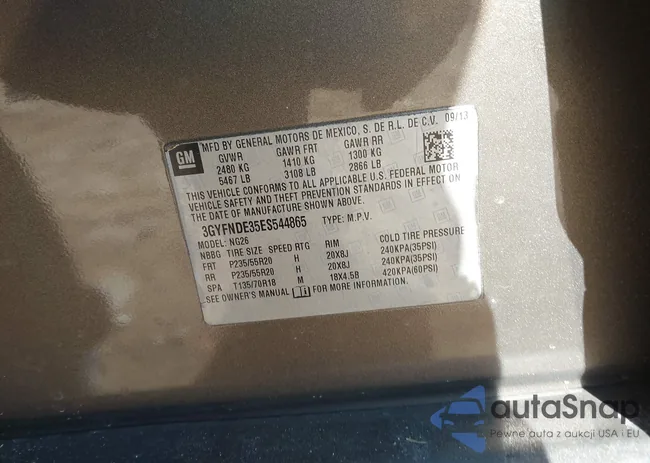 MFD BY GENERAL MOTORS DE MEXICO, S. DE R.L. DE C.V. 09/13
GM
GVWR GAWR FRT GAWR RR
2480 KG 1410 KG 1300 KG
5467 LB 3108 LB 2866 LB
THIS VEHICLE CONFORMS TO ALL APPLICABLE U.S. FEDERAL MOTOR
VEHICLE SAFETY AND THEFT PREVENTION STANDARDS IN EFFECT ON
THE DATE OF MANUFACTURE SHOWN ABOVE.
3GYFNDE35ES544865 TYPE: M.P.V.
MODEL: NG26
NBBG TIRE SIZE SPEED RTG RIM COLD TIRE PRESSURE
FRT P235/55R20 H 20X8J 240KPA(35PSI)
RR P235/55R20 H 20X8J 240KPA(35PSI)
SPA T135/70R18 M 18X4.5B 420KPA(60PSI)
SEE OWNER'S MANUAL FOR MORE INFORMATION.
autoSnap
Pewne auta z aukcji USA i EU